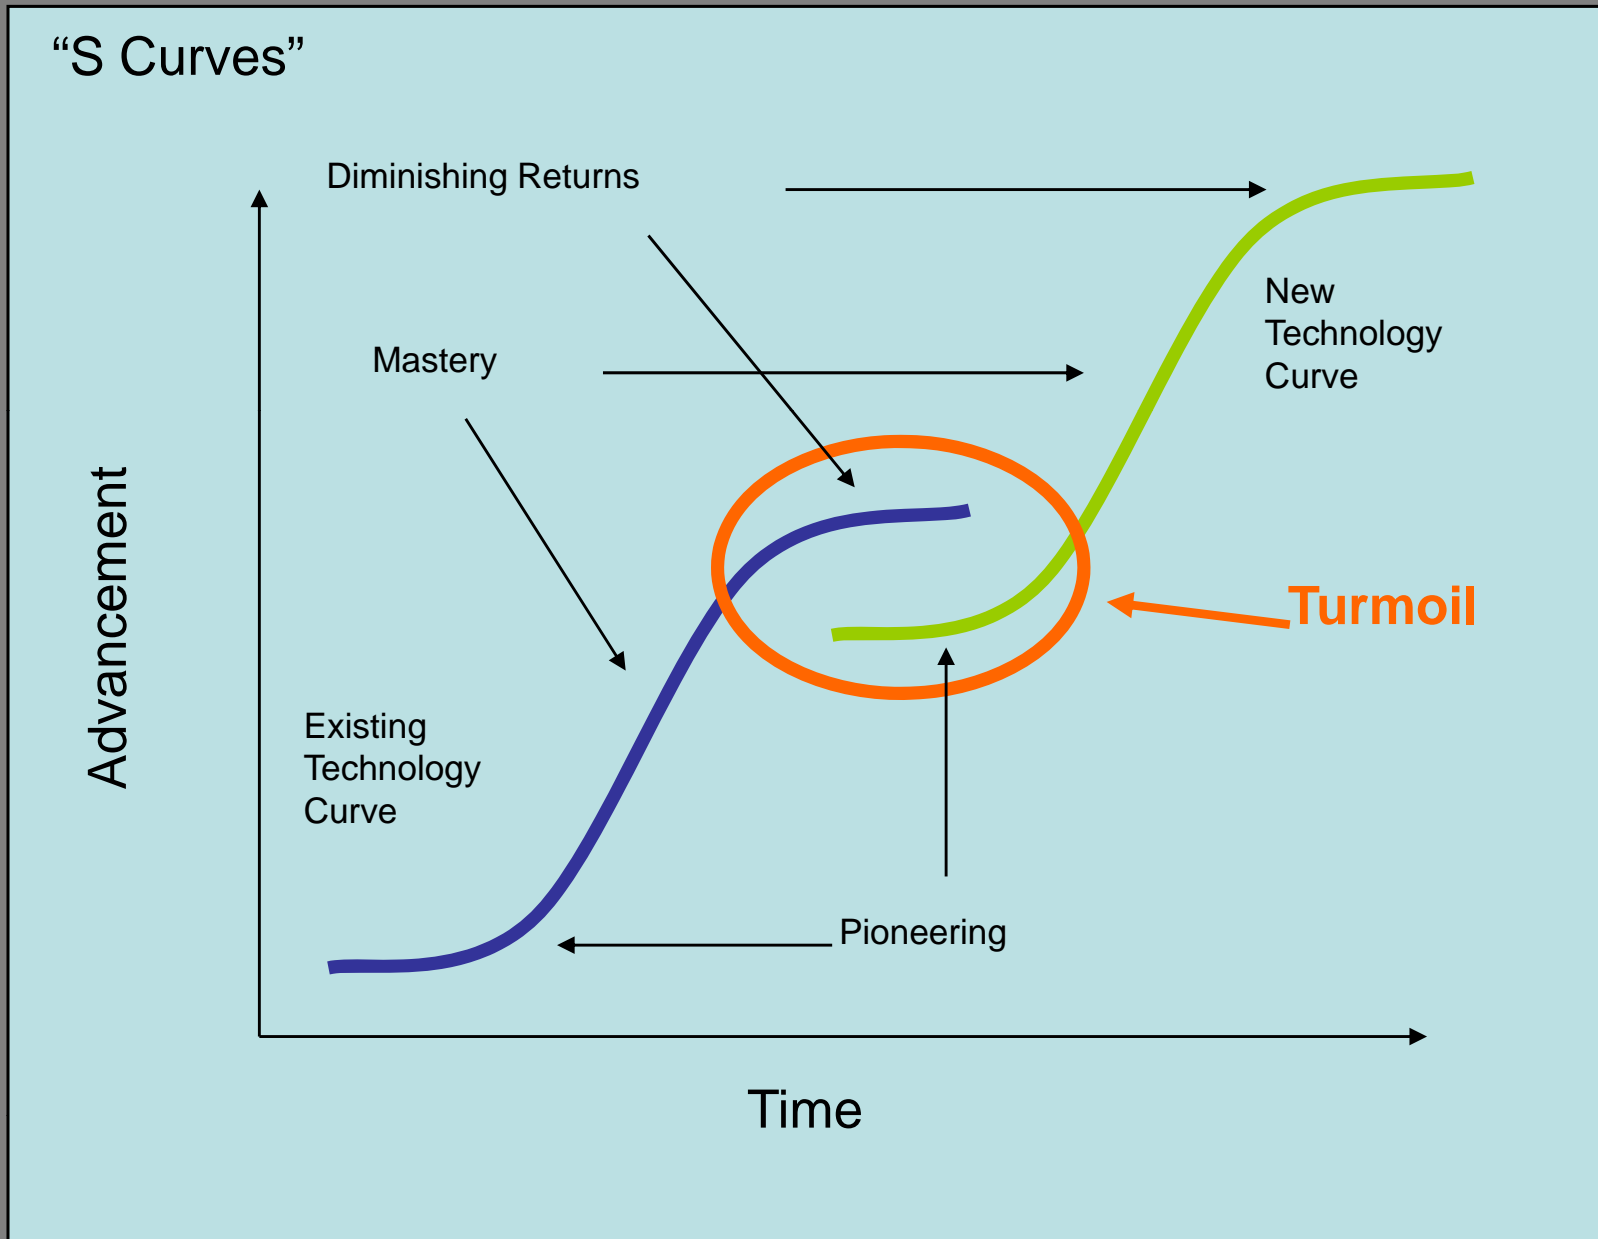 “S Curves”
Diminishing Returns
New
Technology
Curve
Mastery
Advancement
Turmoil
Existing
Technology
Curve
Pioneering
Time